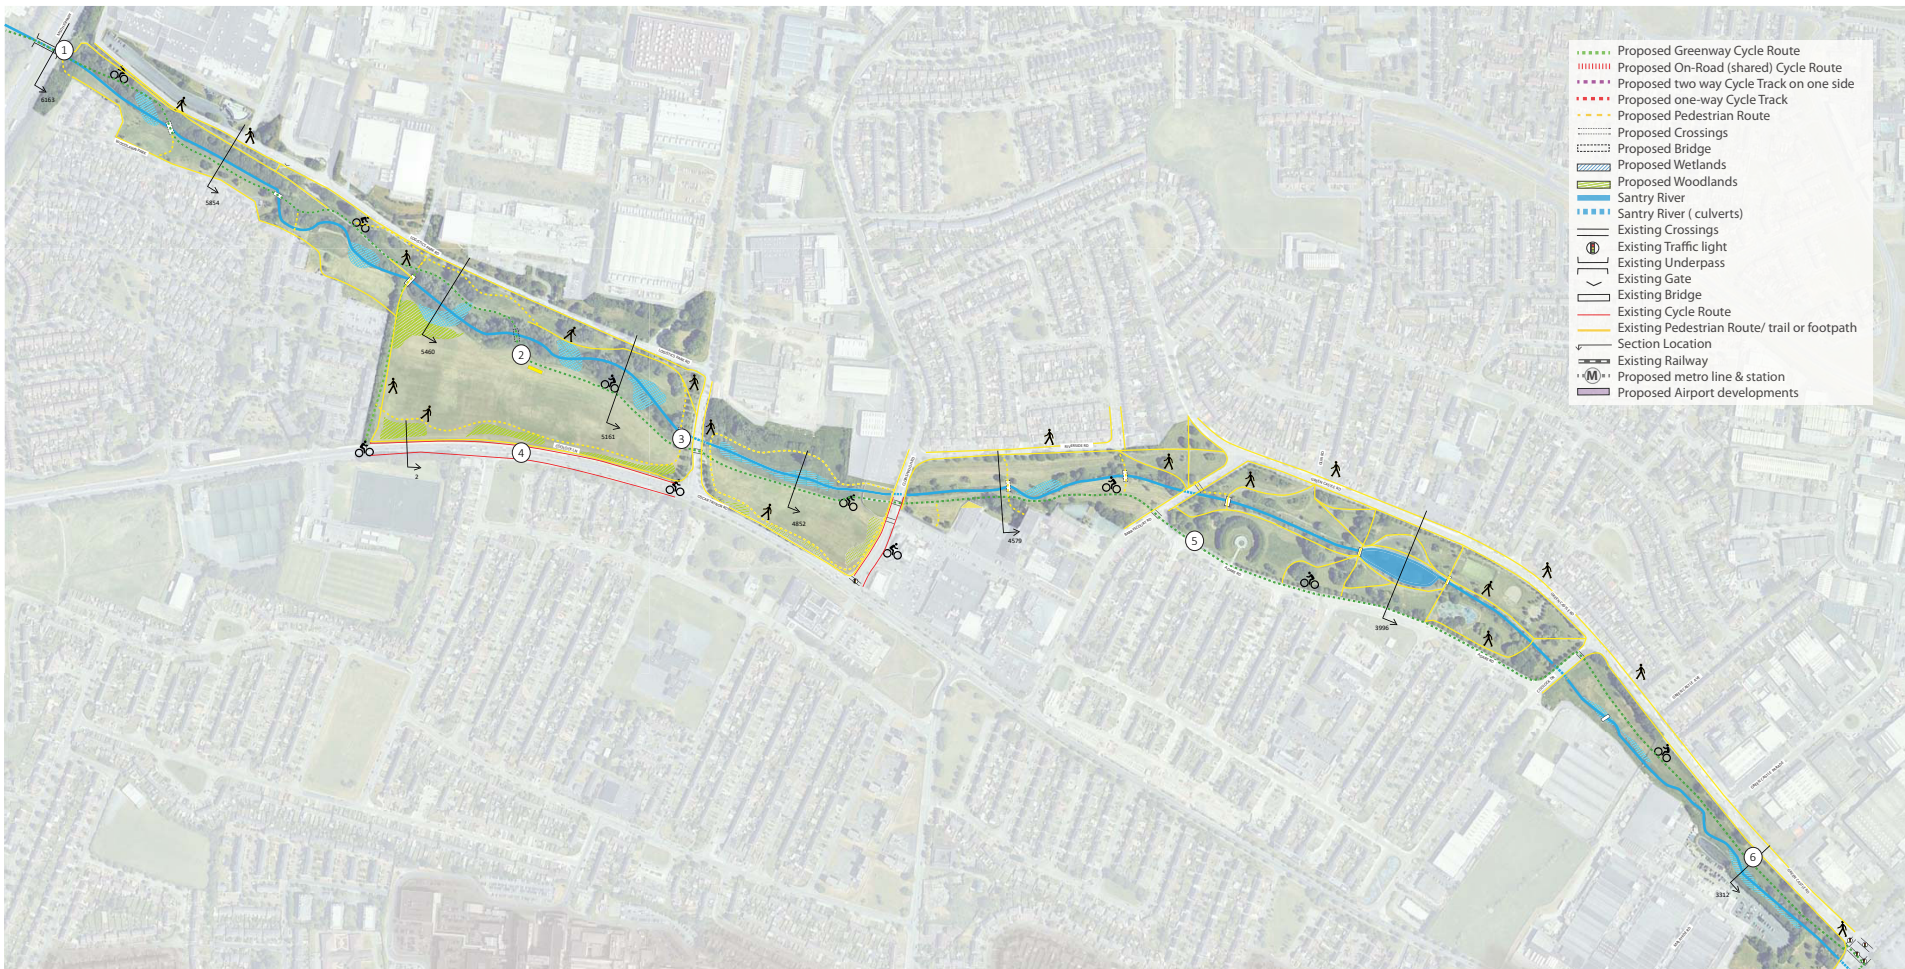 Proposed Greenway Cycle Route
Proposed On-Road (shared) Cycle Route
Proposed two way Cycle Track on one side
Proposed one-way Cycle Track
Proposed Pedestrian Route
Proposed Crossings
Proposed Bridge
Proposed Wetlands
Proposed Woodlands
Santry River
Santry River ( culverts)
Existing Crossings
Existing Traffic light
Existing Underpass
Existing Gate
Existing Bridge
Existing Cycle Route
Existing Pedestrian Route/ trail or footpath
Section Location
Existing Railway
M Proposed metro line & station
Proposed Airport developments
1
6163
5854
5460
2
5161
3
4
2
4852
RIVERSIDE RD
4579
5
3996
6
3312